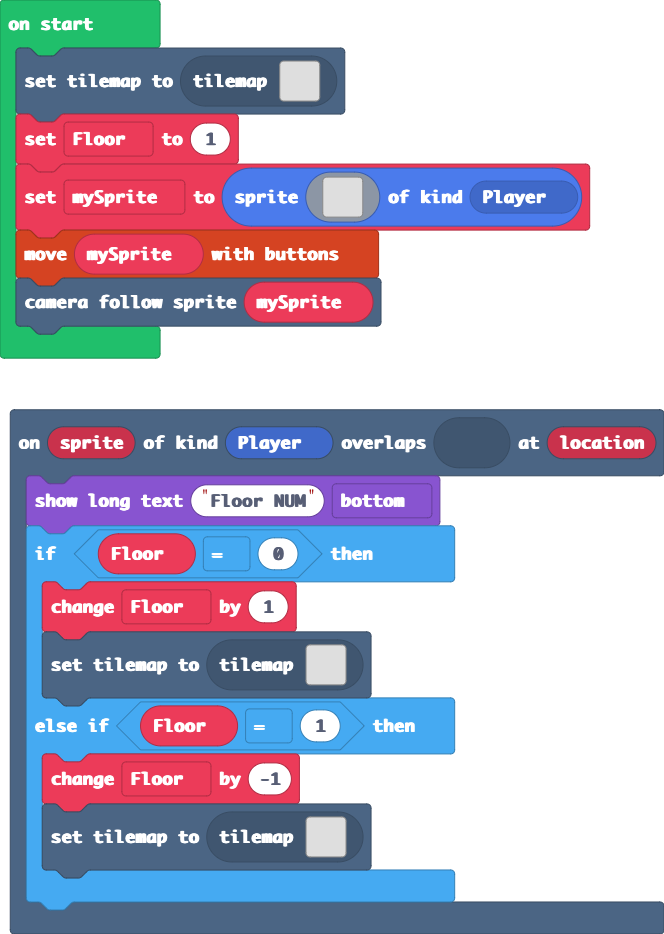 on start
set tilemap to tilemap
set Floor to 1
set mySprite to sprite of kind Player
move mySprite with buttons
camera follow sprite mySprite
on sprite of kind Player overlaps at location
show long text "Floor NUM" bottom
if Floor = 0 then
change Floor by 1
set tilemap to tilemap
else if Floor = 1 then
change Floor by -1
set tilemap to tilemap